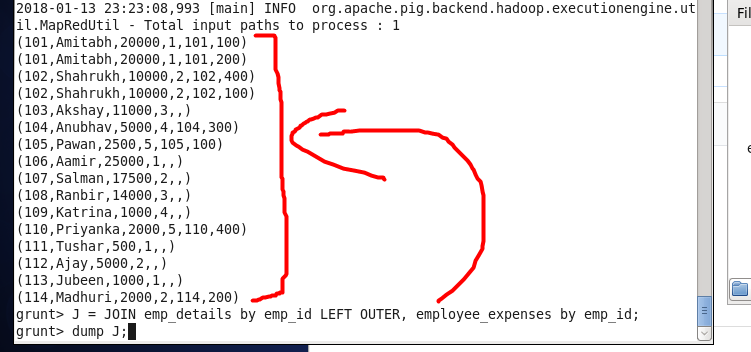 2018-01-13 23:23:08,993 [main] INFO  org.apache.pig.backend.hadoop.executionengine.ut
il.MapRedUtil - Total input paths to process : 1
(101,Amitabh,20000,1,101,100)
(101,Amitabh,20000,1,101,200)
(102,Shahrukh,10000,2,102,400)
(102,Shahrukh,10000,2,102,100)
(103,Akshay,11000,3,,)
(104,Anubhav,5000,4,104,300)
(105,Pawan,2500,5,105,100)
(106,Aamir,25000,1,,)
(107,Salman,17500,2,,)
(108,Ranbir,14000,3,,)
(109,Katrina,1000,4,,)
(110,Priyanka,2000,5,110,400)
(111,Tushar,500,1,,)
(112,Ajay,5000,2,,)
(113,Jubeen,1000,1,,)
(114,Madhuri,2000,2,114,200)
grunt> J = JOIN emp_details by emp_id LEFT OUTER, employee_expenses by emp_id;
grunt> dump J;
Fil
e